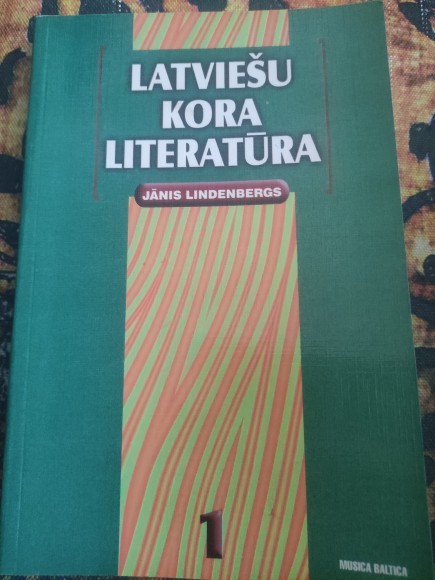 LATVIEŠU
KORA
LITERATŪRA
JĀNIS LINDENBERGS
1
MUSICA BALTICA